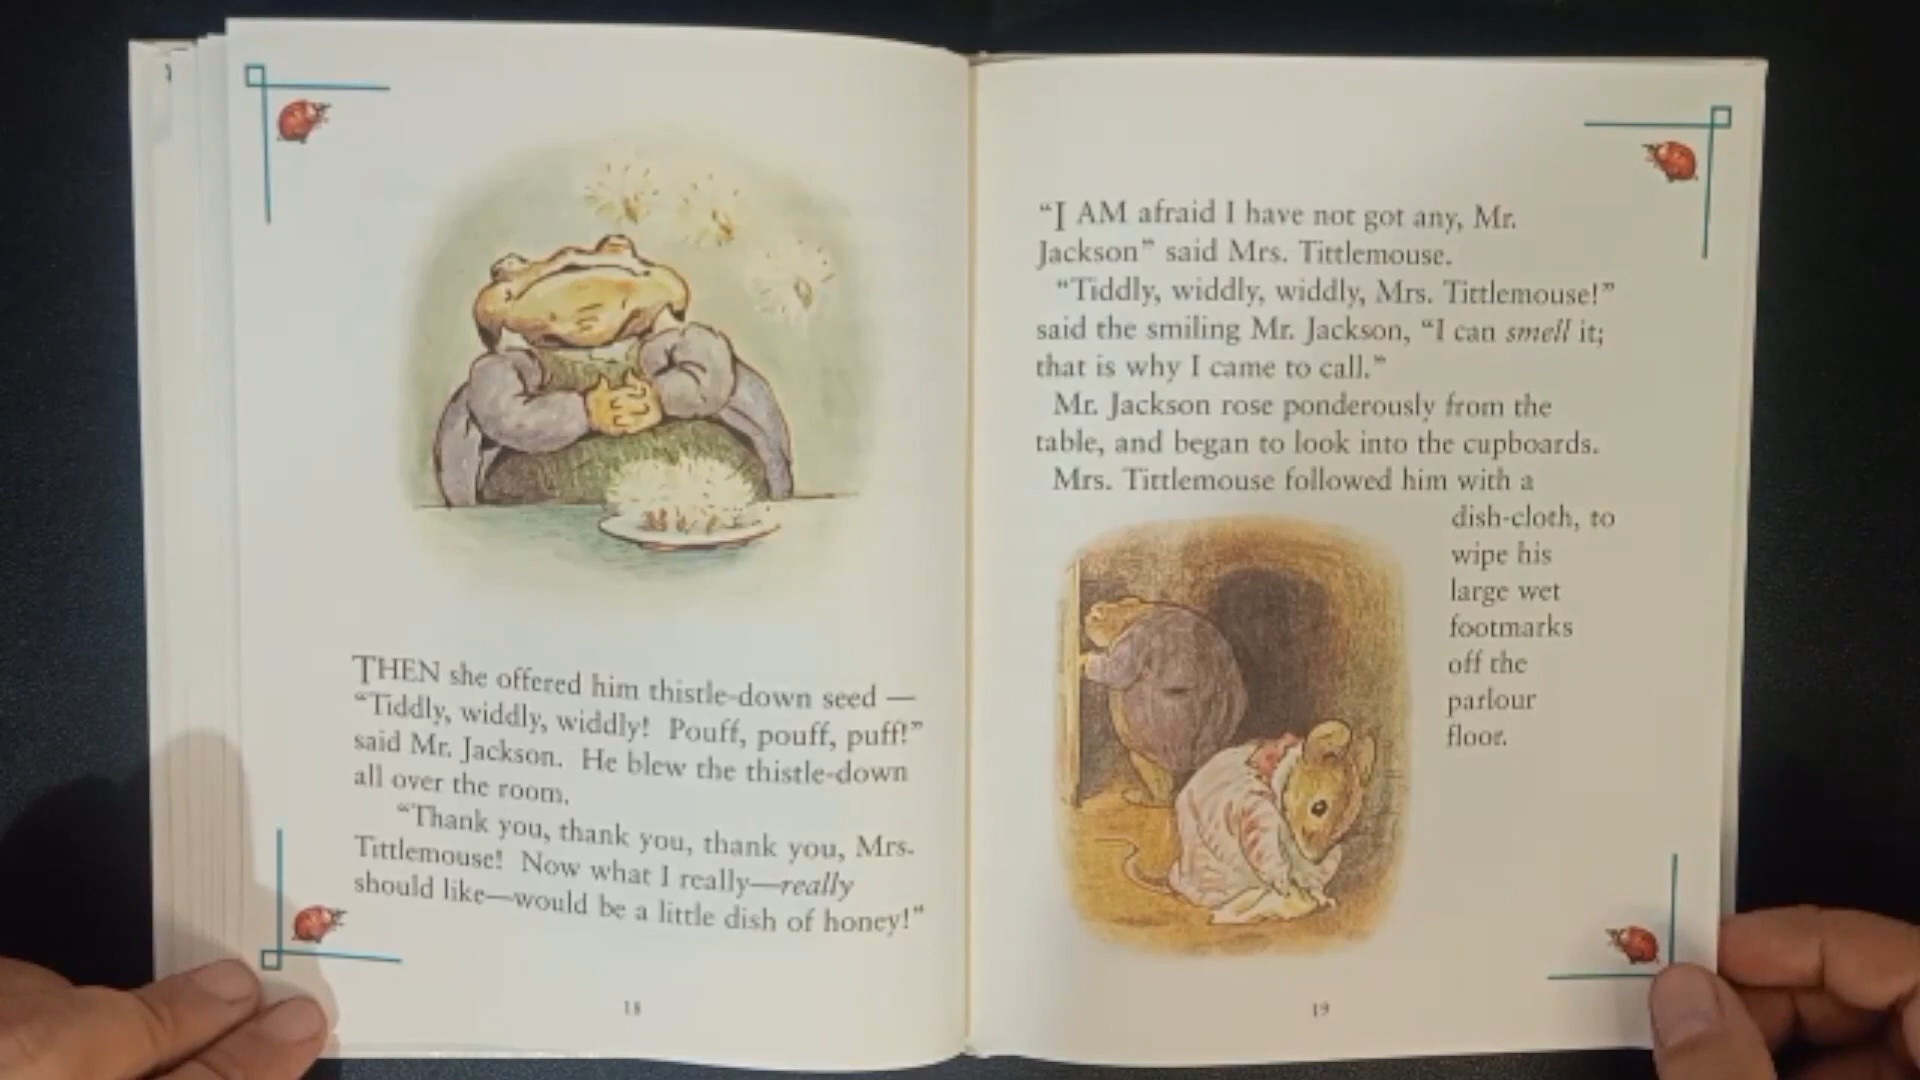 THEN she offered him thistle-down seed —
“Tiddly, widdly, widdly! Pouff, pouff, puff!”
said Mr. Jackson. He blew the thistle-down
all over the room.
“Thank you, thank you, thank you, Mrs.
Tittlemouse! Now what I really—really
should like—would be a little dish of honey!”
18
“I AM afraid I have not got any, Mr.
Jackson” said Mrs. Tittlemouse.
“Tiddly, widdly, widdly, Mrs. Tittlemouse!”
said the smiling Mr. Jackson, “I can smell it;
that is why I came to call.”
Mr. Jackson rose ponderously from the
table, and began to look into the cupboards.
Mrs. Tittlemouse followed him with a
dish-cloth, to
wipe his
large wet
footmarks
off the
parlour
floor.
19